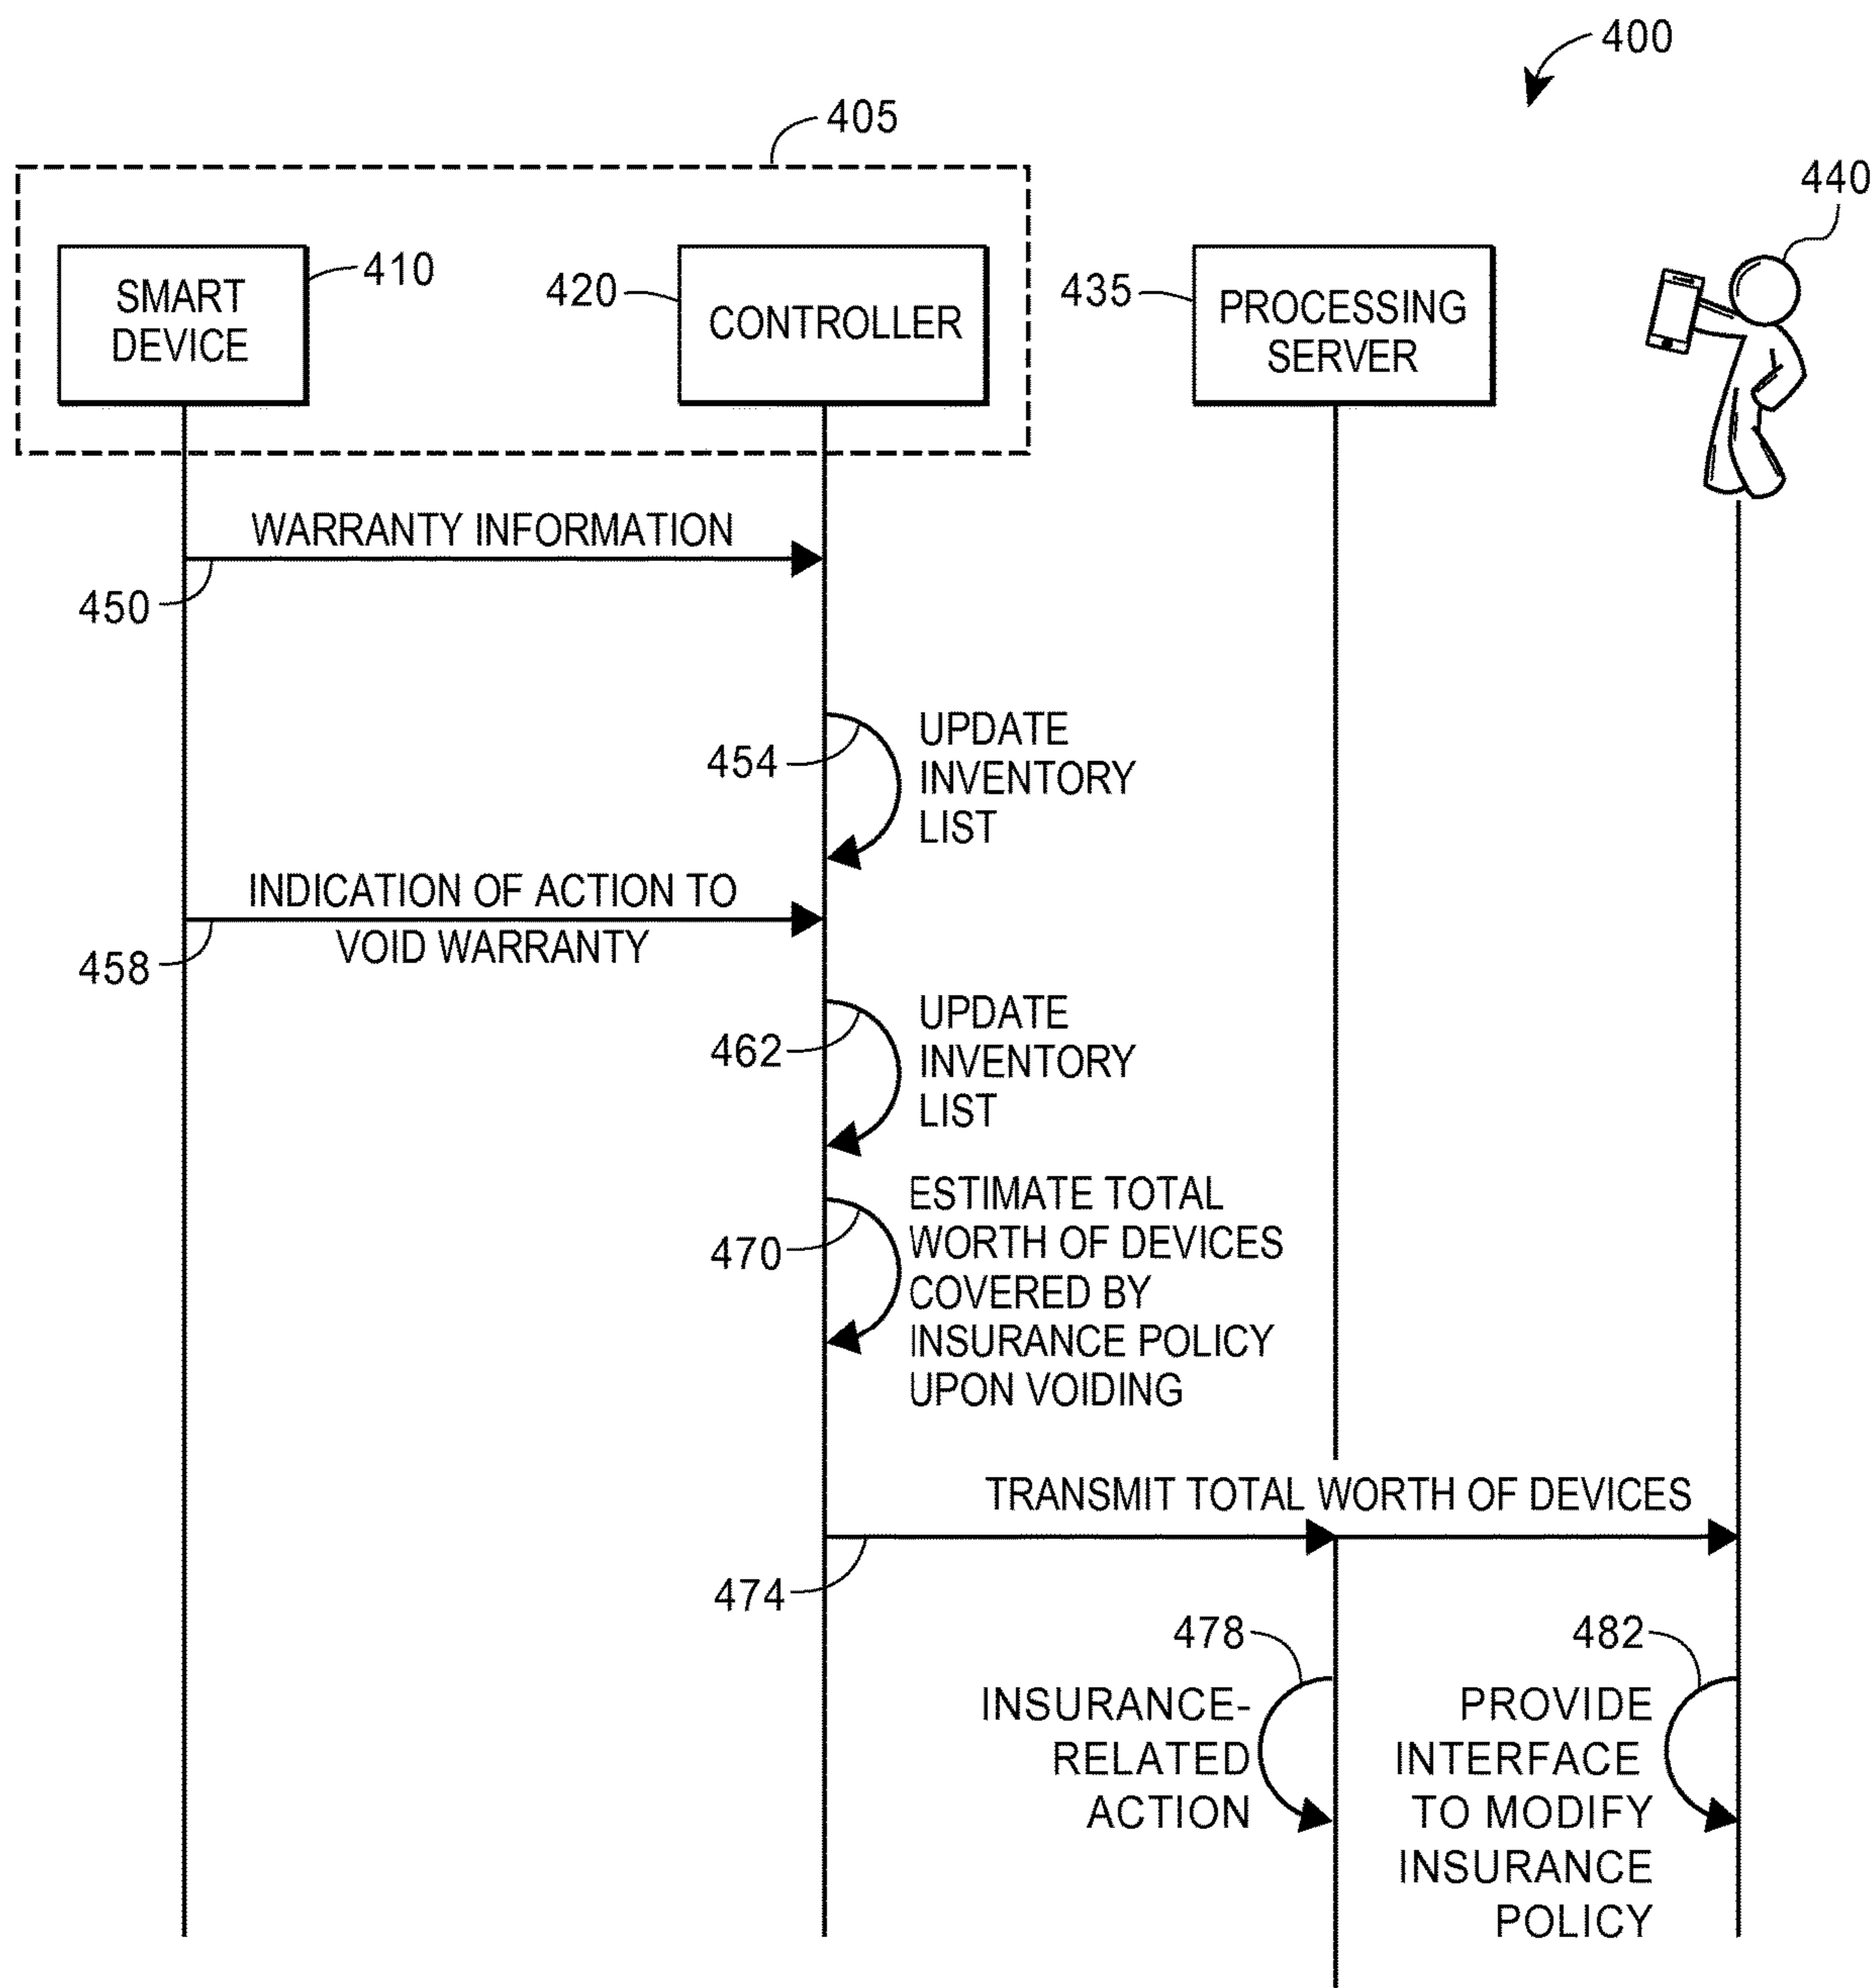 400
405
440
SMART
DEVICE
410
420
CONTROLLER
435
PROCESSING
SERVER
WARRANTY INFORMATION
450
454
UPDATE
INVENTORY
LIST
INDICATION OF ACTION TO
VOID WARRANTY
458
462
UPDATE
INVENTORY
LIST
470
ESTIMATE TOTAL
WORTH OF DEVICES
COVERED BY
INSURANCE POLICY
UPON VOIDING
TRANSMIT TOTAL WORTH OF DEVICES
474
478
INSURANCE-
RELATED
ACTION
482
PROVIDE
INTERFACE
TO MODIFY
INSURANCE
POLICY